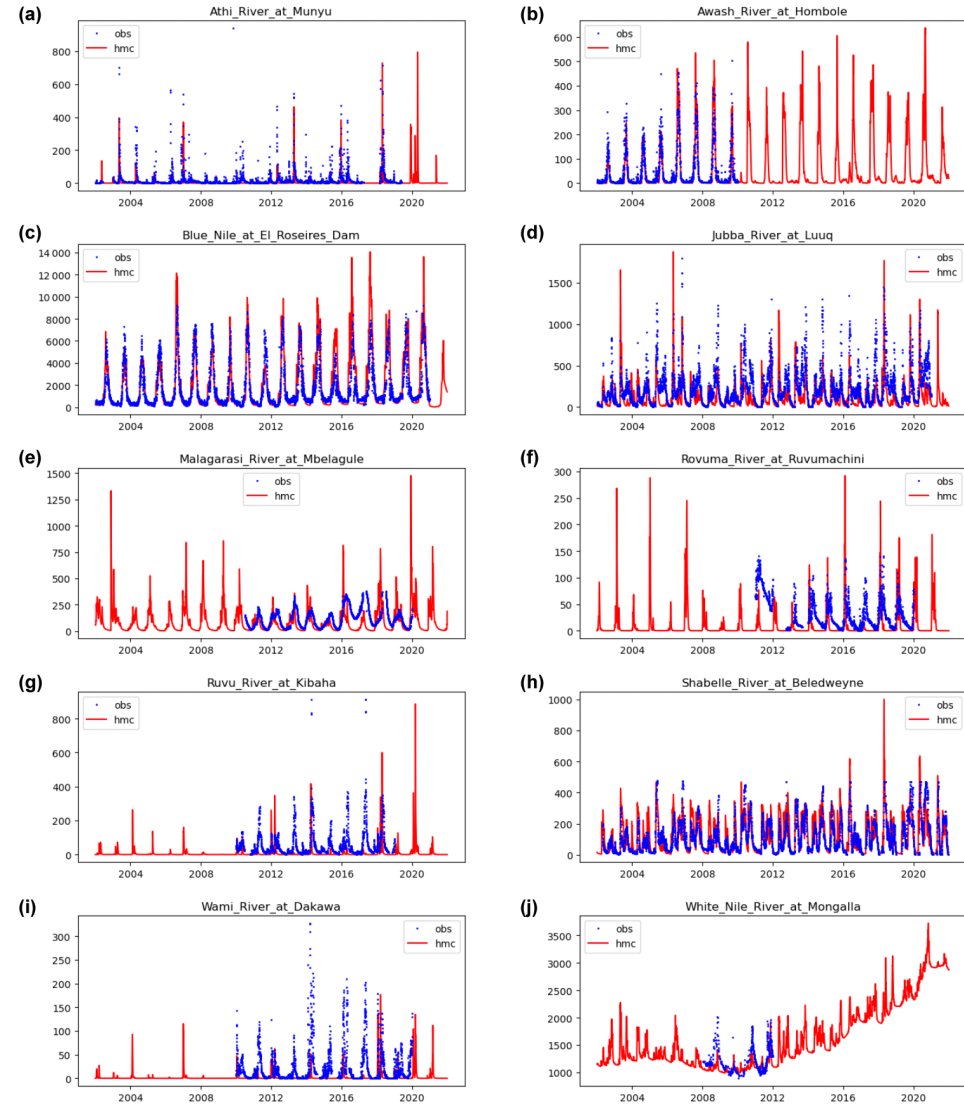 (a)
Athi_River_at_Munyu
obs
hmc
800
600
400
200
0
2004
2008
2012
2016
2020
(b)
Awash_River_at_Hombole
obs
hmc
600
500
400
300
200
100
0
2004
2008
2012
2016
2020
(c)
Blue_Nile_at_El_Roseires_Dam
obs
hmc
14 000
12 000
10 000
8000
6000
4000
2000
0
2004
2008
2012
2016
2020
(d)
Jubba_River_at_Luuq
obs
hmc
1500
1000
500
0
2004
2008
2012
2016
2020
(e)
Malagarasi_River_at_Mbelagule
obs
hmc
1500
1250
1000
750
500
250
0
2004
2008
2012
2016
2020
(f)
Rovuma_River_at_Ruvumachini
obs
hmc
300
250
200
150
100
50
0
2004
2008
2012
2016
2020
(g)
Ruvu_River_at_Kibaha
obs
hmc
800
600
400
200
0
2004
2008
2012
2016
2020
(h)
Shabelle_River_at_Beledweyne
obs
hmc
1000
800
600
400
200
0
2004
2008
2012
2016
2020
(i)
Wami_River_at_Dakawa
obs
hmc
300
250
200
150
100
50
0
2004
2008
2012
2016
2020
(j)
White_Nile_River_at_Mongalla
obs
hmc
3500
3000
2500
2000
1500
1000
2004
2008
2012
2016
2020